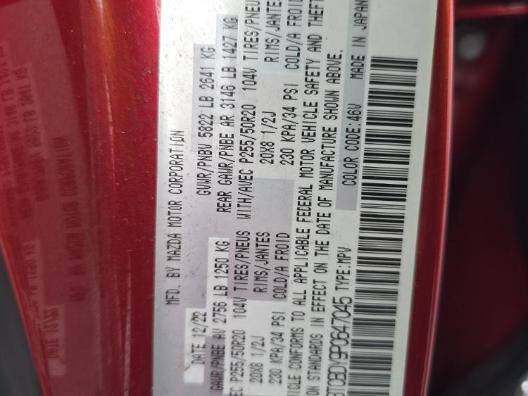 MFD. BY MAZDA MOTOR CORPORATION
DATE 12/22 GVWR/PNBV 5822 LB 2641 KG
GAWR/PNBE AV 2756 LB 1250 KG REAR GAWR/PNBE AR 3146 LB 1427 KG
P255/50R20 104V TIRES/PNEUS WITH/AVEC P255/50R20 104V TIRES/PNEU
20X8 1/2J RIMS/JANTES 20X8 1/2J RIMS/JANTES
230 KPA/34 PSI COLD/A FROID 230 KPA/34 PSI COLD/A FROID
CONFORMS TO ALL APPLICABLE FEDERAL MOTOR VEHICLE SAFETY AND THEFT
STANDARDS IN EFFECT ON THE DATE OF MANUFACTURE SHOWN ABOVE.
9P0647045 TYPE:MPV COLOR CODE:46V MADE IN JAPAN